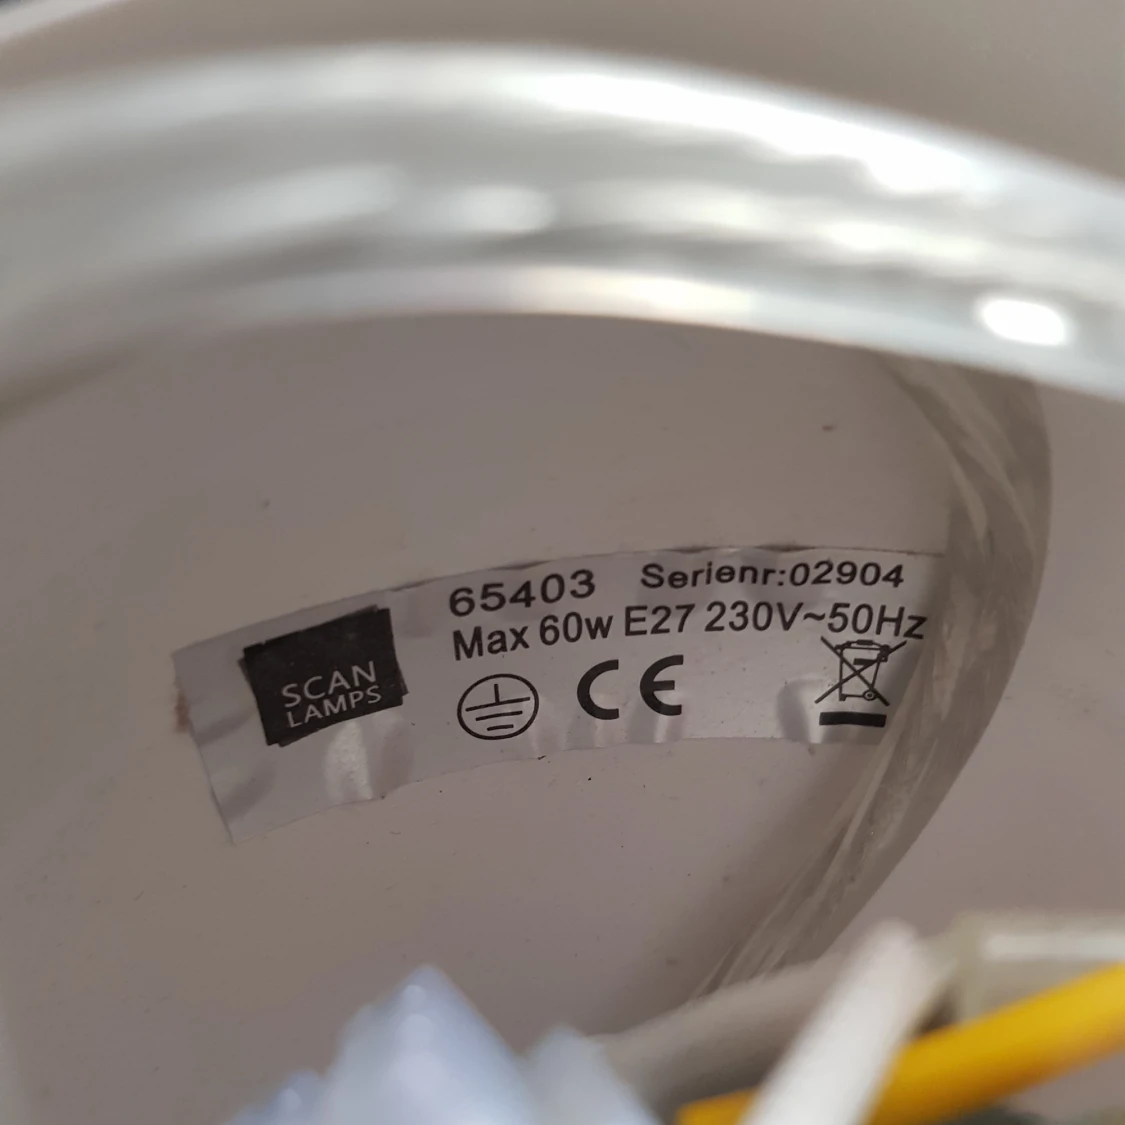 65403 Serienr:02904
Max 60w E27 230V~50Hz
SCAN
LAMPS
CE